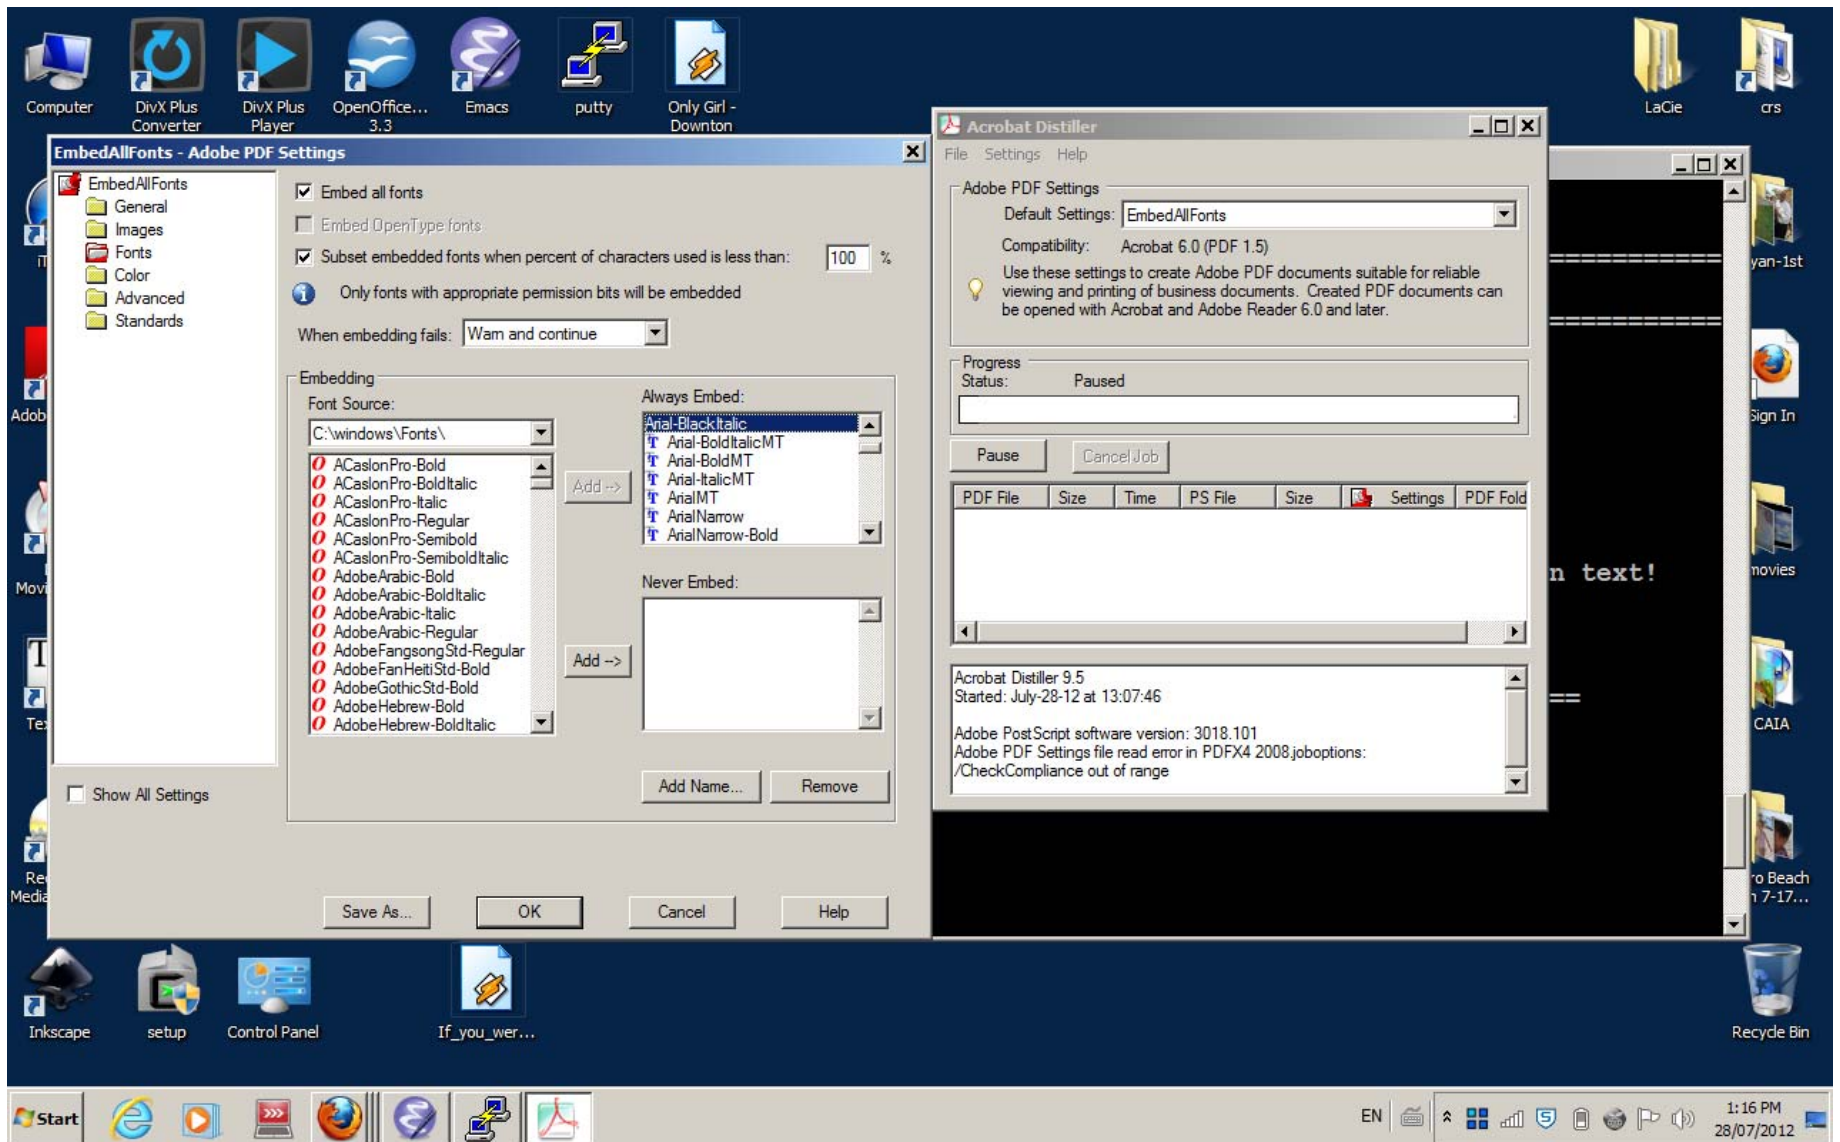 Computer
DivX Plus
Converter
DivX Plus
Player
OpenOffice...
3.3
Emacs
putty
Only Girl -
Downton
LaCie
crs
EmbedAllFonts - Adobe PDF Settings
EmbedAllFonts
General
Images
Fonts
Color
Advanced
Standards
Show All Settings
Embed all fonts
Embed OpenType fonts
Subset embedded fonts when percent of characters used is less than: 100 %
Only fonts with appropriate permission bits will be embedded
When embedding fails: Warn and continue
Embedding
Font Source:
C:\windows\Fonts\
ACaslonPro-Bold
ACaslonPro-BoldItalic
ACaslonPro-Italic
ACaslonPro-Regular
ACaslonPro-Semibold
ACaslonPro-SemiboldItalic
AdobeArabic-Bold
AdobeArabic-BoldItalic
AdobeArabic-Italic
AdobeArabic-Regular
AdobeFangsongStd-Regular
AdobeFanHeitiStd-Bold
AdobeGothicStd-Bold
AdobeHebrew-Bold
AdobeHebrew-BoldItalic
Add -->
Add -->
Always Embed:
Arial-BlackItalic
Arial-BoldItalicMT
Arial-BoldMT
Arial-ItalicMT
ArialMT
ArialNarrow
ArialNarrow-Bold
Never Embed:
Add Name...
Remove
Save As...
OK
Cancel
Help
Acrobat Distiller
File Settings Help
Adobe PDF Settings
Default Settings: EmbedAllFonts
Compatibility: Acrobat 6.0 (PDF 1.5)
Use these settings to create Adobe PDF documents suitable for reliable
viewing and printing of business documents. Created PDF documents can
be opened with Acrobat and Adobe Reader 6.0 and later.
Progress
Status: Paused
Pause
Cancel Job
PDF File Size Time PS File Size Settings PDF Fold
Acrobat Distiller 9.5
Started: July-28-12 at 13:07:46
Adobe PostScript software version: 3018.101
Adobe PDF Settings file read error in PDFX4 2008.joboptions:
/CheckCompliance out of range
===============
===============
n text!
==
Adob
Movi
Te
Re
Media
yan-1st
Sign In
movies
CAIA
ro Beach
n 7-17...
Inkscape
setup
Control Panel
If_you_wer...
Recycle Bin
Start
EN
1:16 PM
28/07/2012